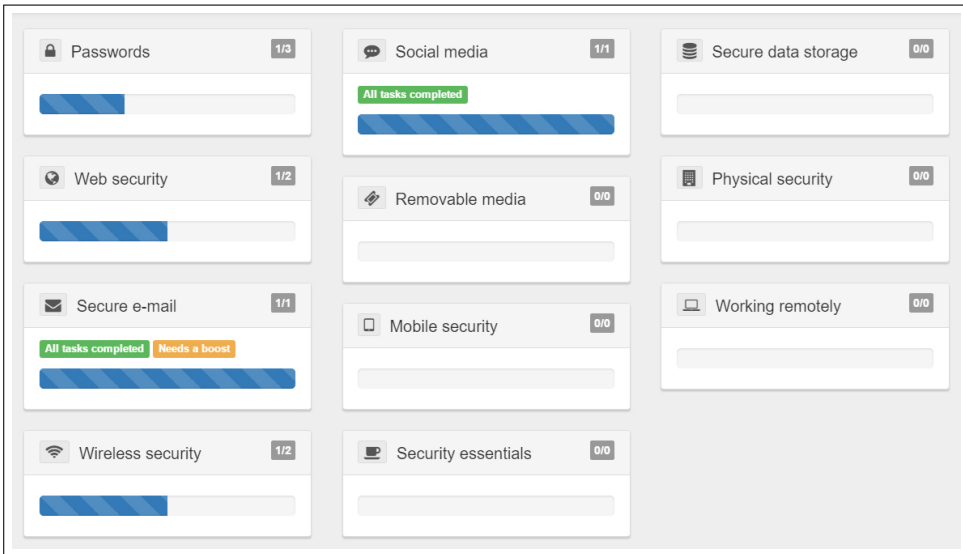 Passwords 1/3
Web security 1/2
Secure e-mail 1/1
All tasks completed Needs a boost
Wireless security 1/2
Social media 1/1
All tasks completed
Removable media 0/0
Mobile security 0/0
Security essentials 0/0
Secure data storage 0/0
Physical security 0/0
Working remotely 0/0